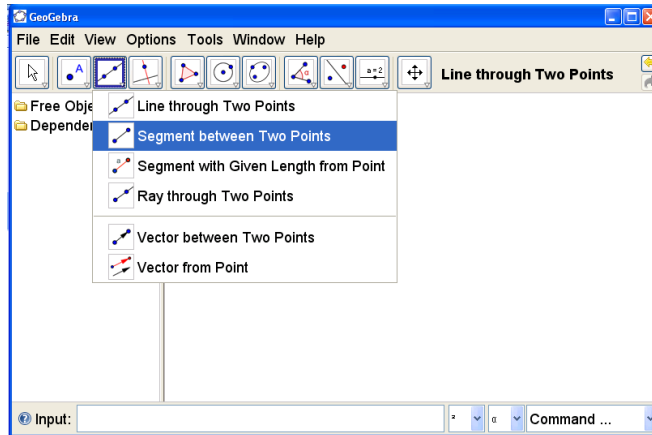 GeoGebra
File Edit View Options Tools Window Help
A
α
a=2
Line through Two Points
Free Obje
Depende
Line through Two Points
Segment between Two Points
a
Segment with Given Length from Point
Ray through Two Points
Vector between Two Points
Vector from Point
Input:
²
α
Command ...